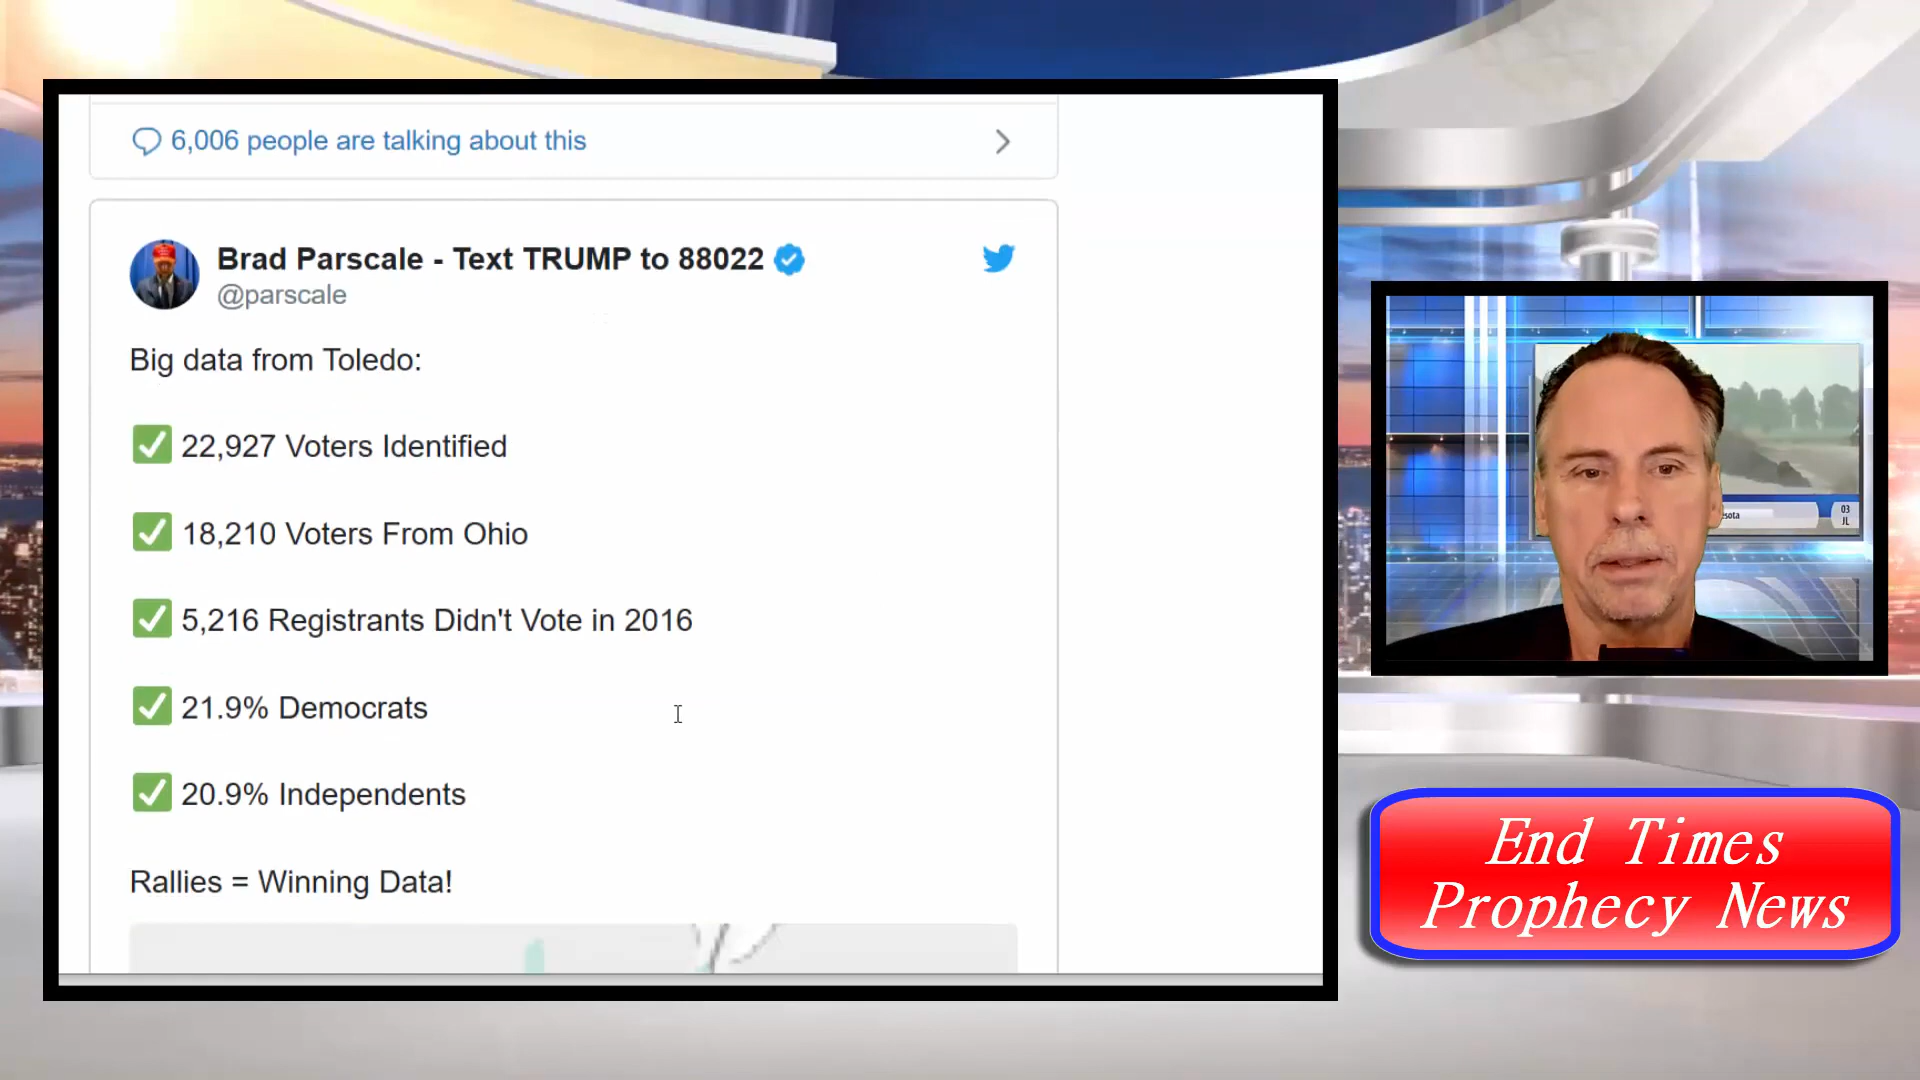 6,006 people are talking about this
Brad Parscale - Text TRUMP to 88022
@parscale
Big data from Toledo:
22,927 Voters Identified
18,210 Voters From Ohio
5,216 Registrants Didn't Vote in 2016
21.9% Democrats
20.9% Independents
Rallies = Winning Data!
03
JL
End Times
Prophecy News